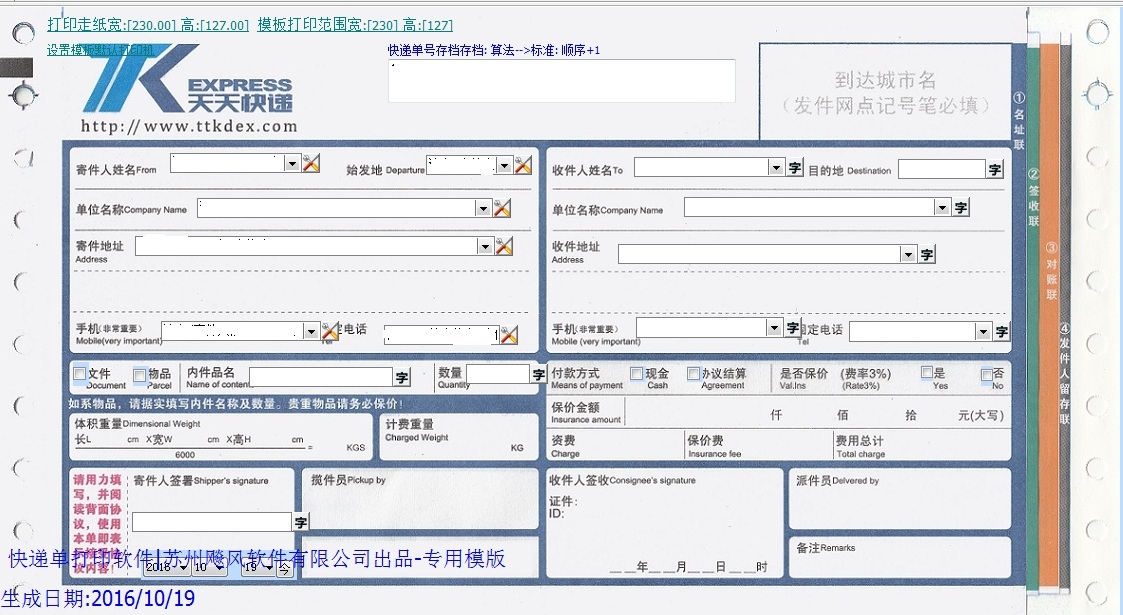 打印走纸宽:[230.00] 高:[127.00] 模板打印范围宽:[230] 高:[127]
设置模板默认打印机
快递单号存档存档: 算法-->标准: 顺序+1
TK EXPRESS
天天快递
http://www.ttkdex.com
到达城市名
(发件网点记号笔必填)
①名址联
②签收联
③对账联
④发件人留存联
寄件人姓名From
始发地 Departure
收件人姓名To 字
目的地 Destination 字
单位名称Company Name
单位名称Company Name 字
寄件地址
Address
收件地址 字
Address
手机(非常重要)
Mobile(very important)
定电话
Tel
手机(非常重要) 字
Mobile (very important)
固定电话 字
Tel
文件
Document
物品
Parcel
内件品名 字
Name of content
数量 字
Quantity
付款方式
Means of payment
现金
Cash
协议结算
Agreement
是否保价 (费率3%)
Val.Ins (Rate3%)
是
Yes
否
No
如系物品，请据实填写内件名称及数量。贵重物品请务必保价！
保价金额
Insurance amount
仟 佰 拾 元(大写)
体积重量Dimensional Weight
长L cm X宽W cm X高H cm
6000
= KGS
计费重量
Charged Weight
KG
资费
Charge
保价费
Insurance fee
费用总计
Total charge
请用力填
写，并阅
读背面协
议，使用
本单即表
议内容！
寄件人签署Shipper's signature
字
揽件员Pickup by
收件人签收Consignee's signature
证件:
ID:
__ __年__ __月__ __日__ __时
派件员Delivered by
备注Remarks
快递单打印软件|苏州飚风软件有限公司出品-专用模版
2016 10 19 今
生成日期:2016/10/19